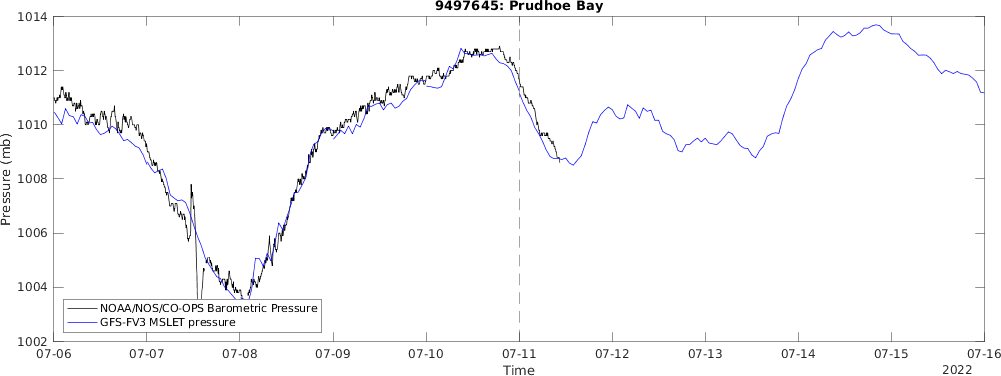 9497645: Prudhoe Bay
1014
1012
1010
1008
1006
1004
1002
Pressure (mb)
NOAA/NOS/CO-OPS Barometric Pressure
GFS-FV3 MSLET pressure
07-06 07-07 07-08 07-09 07-10 07-11 07-12 07-13 07-14 07-15 07-16
Time
2022